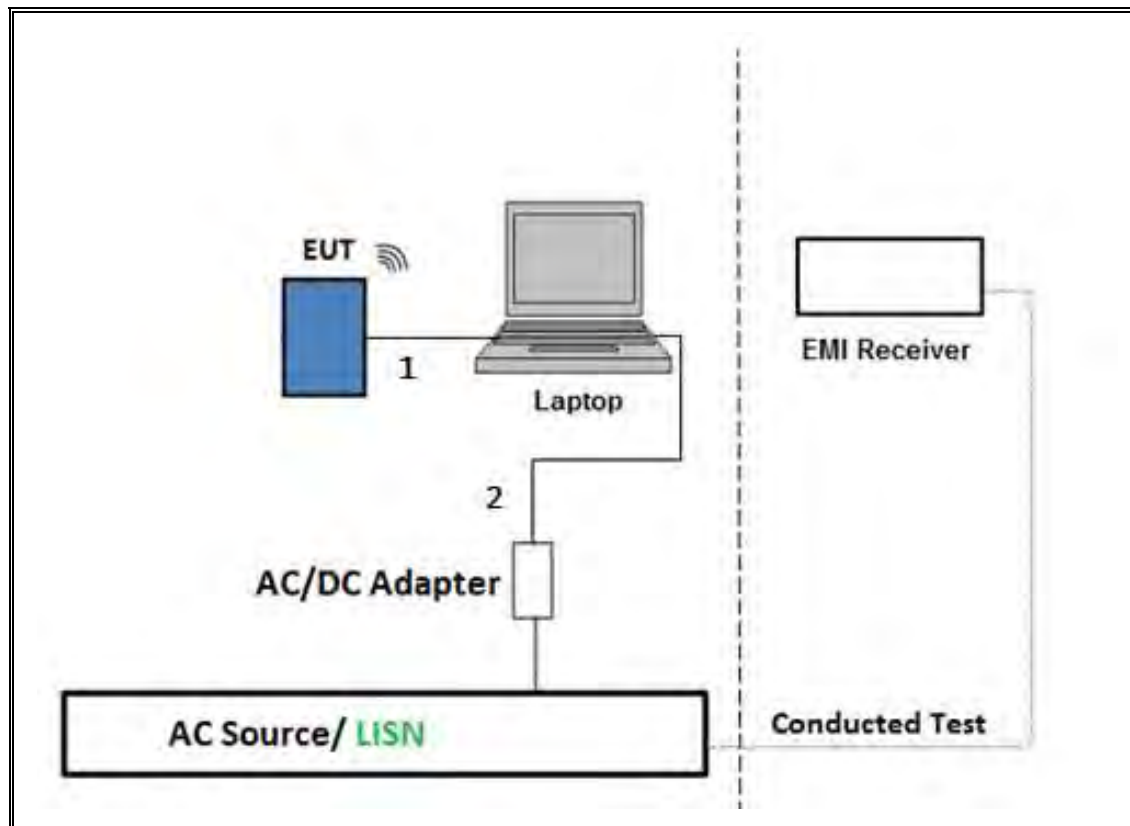 EUT
1
Laptop
EMI Receiver
2
AC/DC Adapter
AC Source/ LISN
Conducted Test